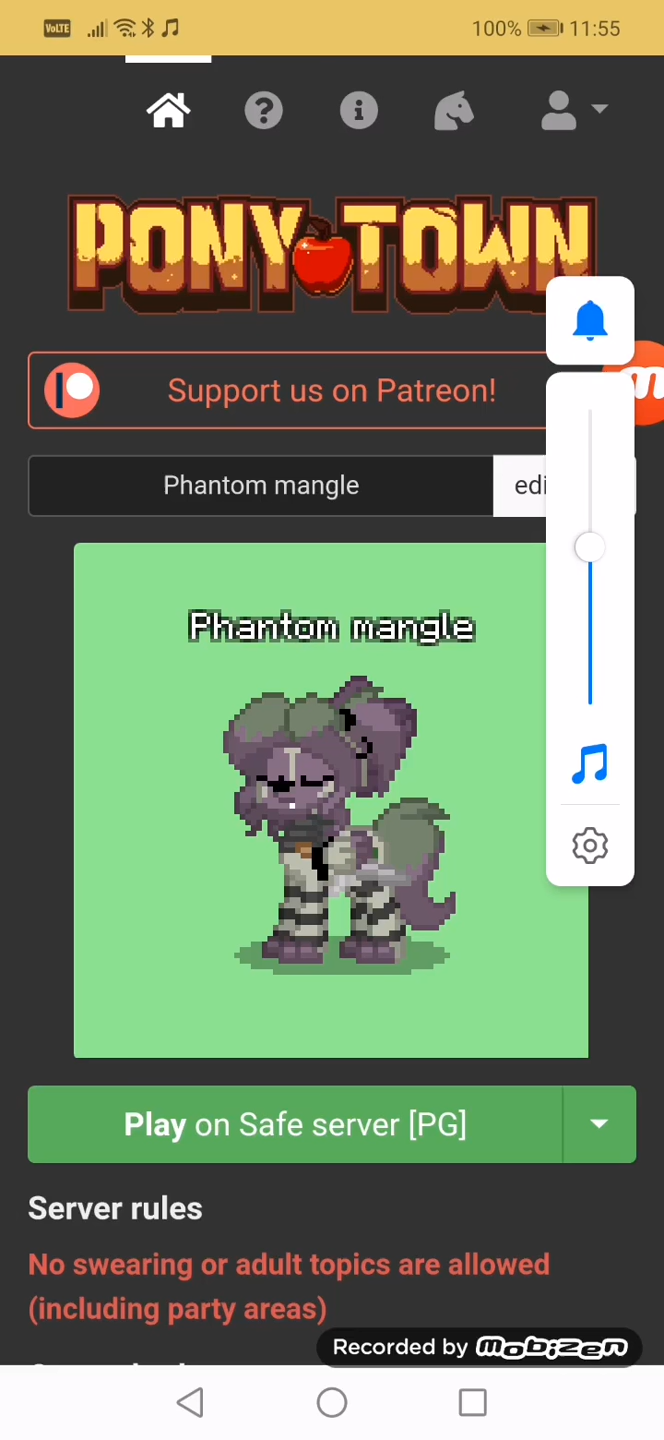 VoLTE 100% 11:55
PONY TOWN
Support us on Patreon!
Phantom mangle edi
Phantom mangle
Play on Safe server [PG]
Server rules
No swearing or adult topics are allowed
(including party areas)
Recorded by mobizen